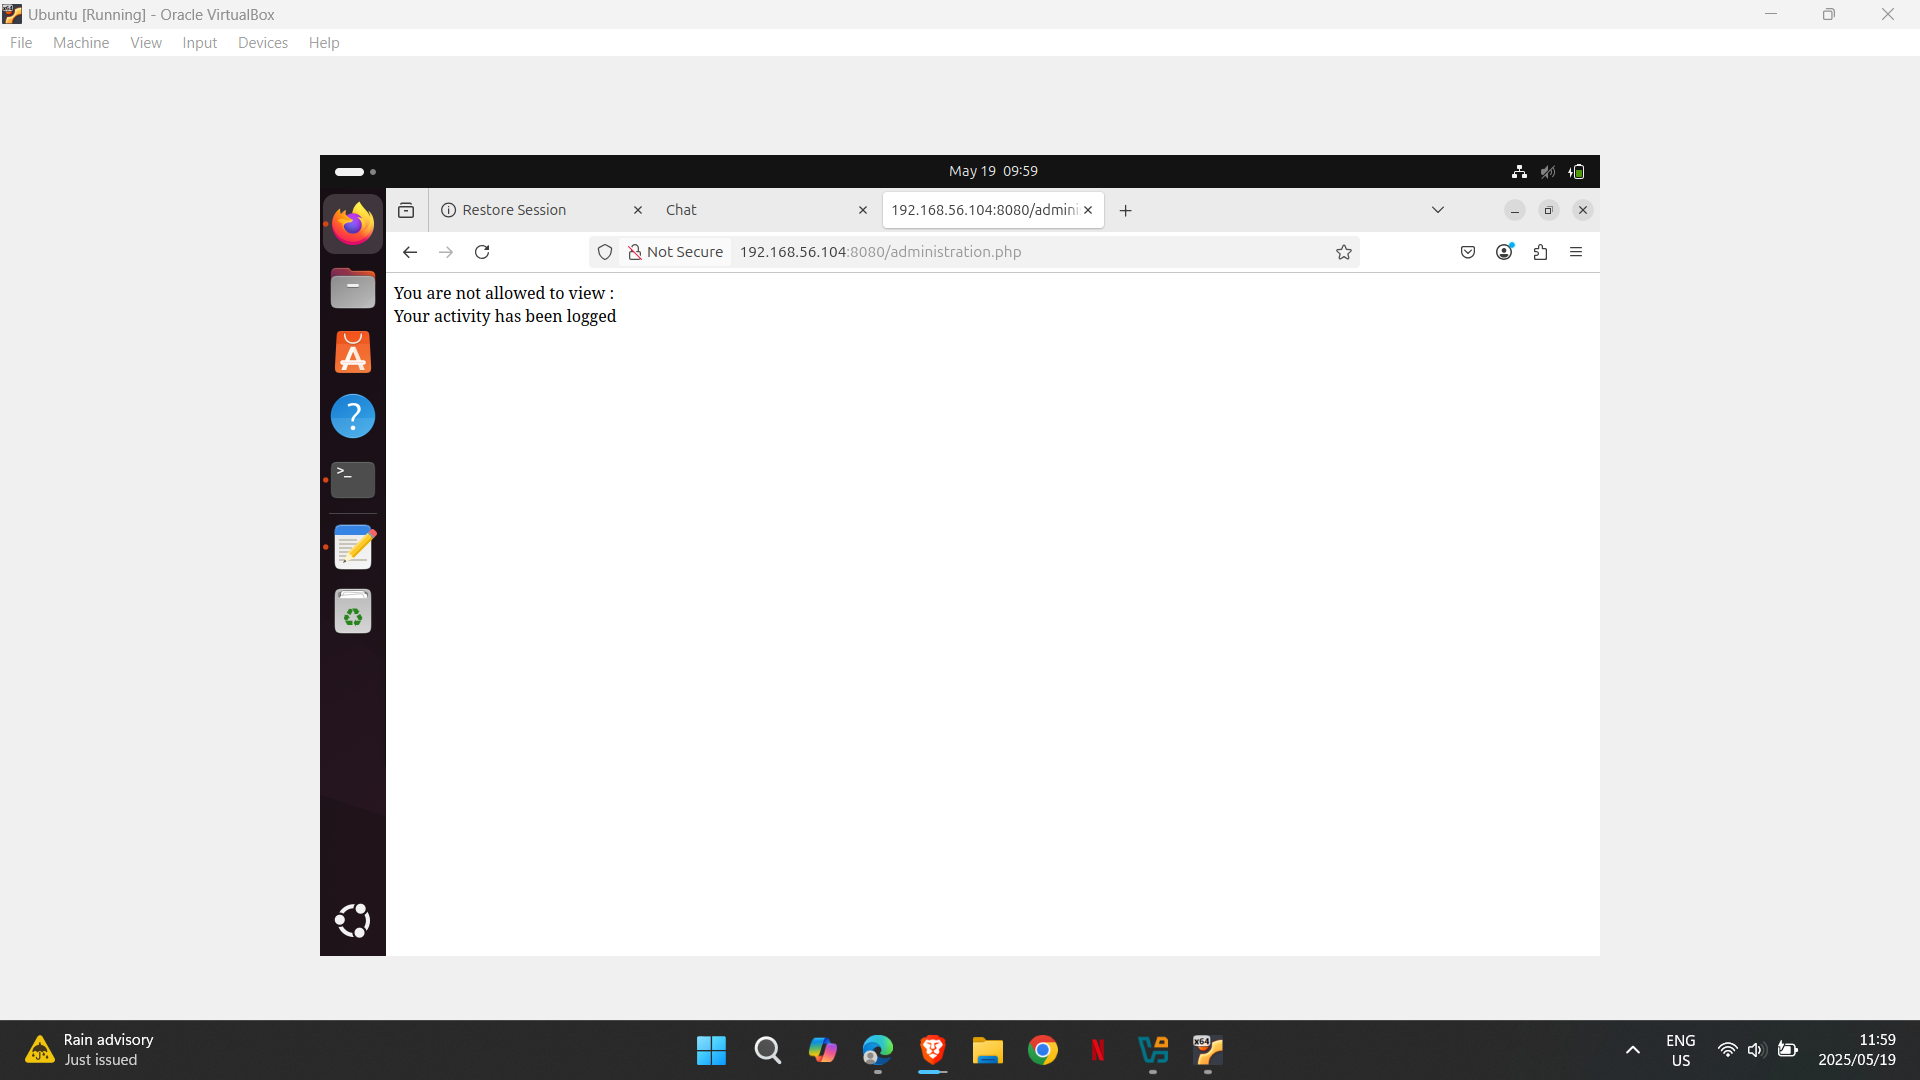 Ubuntu [Running] - Oracle VirtualBox
File Machine View Input Devices Help
May 19 09:59
Restore Session
Chat
192.168.56.104:8080/admini
Not Secure
192.168.56.104:8080/administration.php
You are not allowed to view :
Your activity has been logged
Rain advisory
Just issued
x64
ENG
US
11:59
2025/05/19